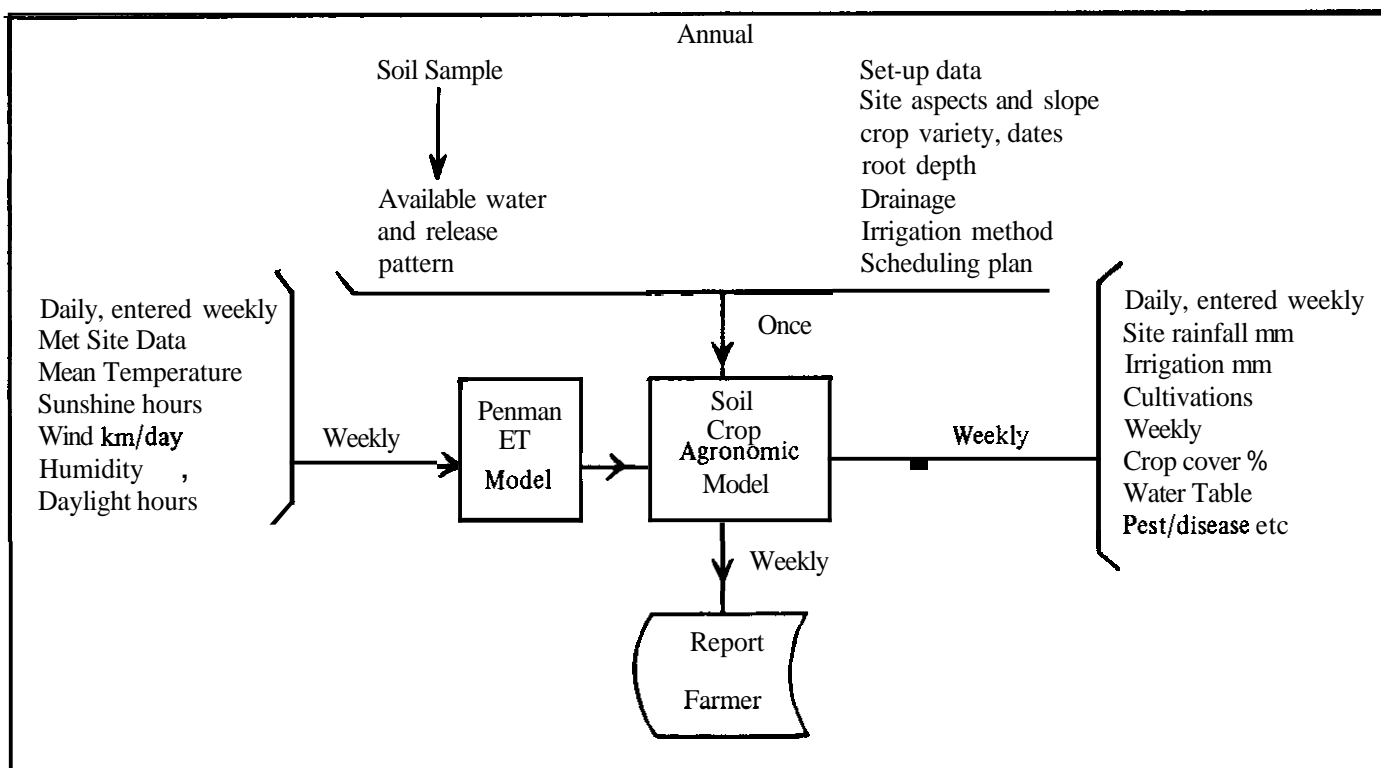 Annual
Soil Sample
Available water
and release
pattern
Set-up data
Site aspects and slope
crop variety, dates
root depth
Drainage
Irrigation method
Scheduling plan
Once
Daily, entered weekly
Met Site Data
Mean Temperature
Sunshine hours
Wind km/day
Humidity ,
Daylight hours
Weekly
Penman
ET
Model
Soil
Crop
Agronomic
Model
Weekly
Daily, entered weekly
Site rainfall mm
Irrigation mm
Cultivations
Weekly
Crop cover %
Water Table
Pest/disease etc
Weekly
Report
Farmer